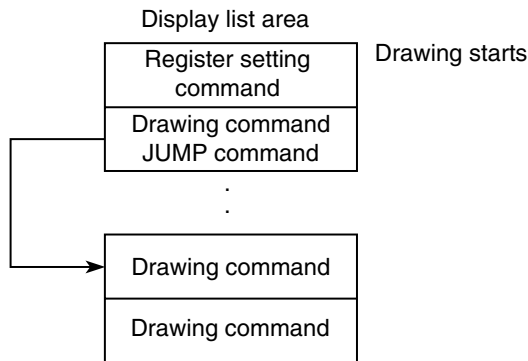 Display list area
Register setting
command
Drawing starts
Drawing command
JUMP command
.
.
Drawing command
Drawing command